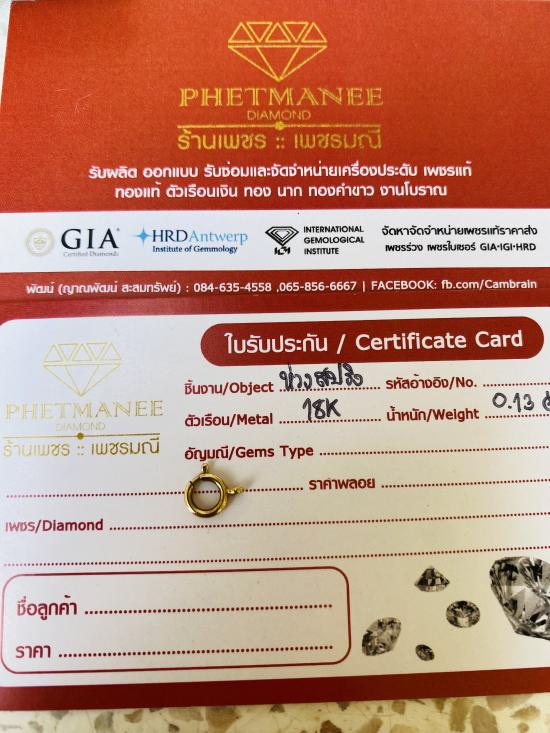 PHETMANEE
DIAMOND
ร้านเพชร :: เพชรมณี
รับผลิต ออกแบบ รับซ่อมและจัดจำหน่ายเครื่องประดับ เพชรแท้
ทองแท้ ตัวเรือนเงิน ทอง นาก ทองคำขาว งานโบราณ
GIA
Certified Diamonds
HRD Antwerp
Institute of Gemmology
INTERNATIONAL
GEMOLOGICAL
INSTITUTE
จัดหาจัดจำหน่ายเพชรแท้ราคาส่ง
เพชรร่วง เพชรใบเซอร์ GIA·IGI·HRD
พัฒน์ (ญาณพัฒน์ สะสมทรัพย์) : 084-635-4558 ,065-856-6667 | FACEBOOK: fb.com/Cambrain
ใบรับประกัน / Certificate Card
PHETMANEE
DIAMOND
ร้านเพชร :: เพชรมณี
ชิ้นงาน/Object ห่วงสปริง รหัสอ้างอิง/No.
ตัวเรือน/Metal 18K น้ำหนัก/Weight 0.13
อัญมณี/Gems Type
ราคาพลอย
เพชร/Diamond
ชื่อลูกค้า
ราคา